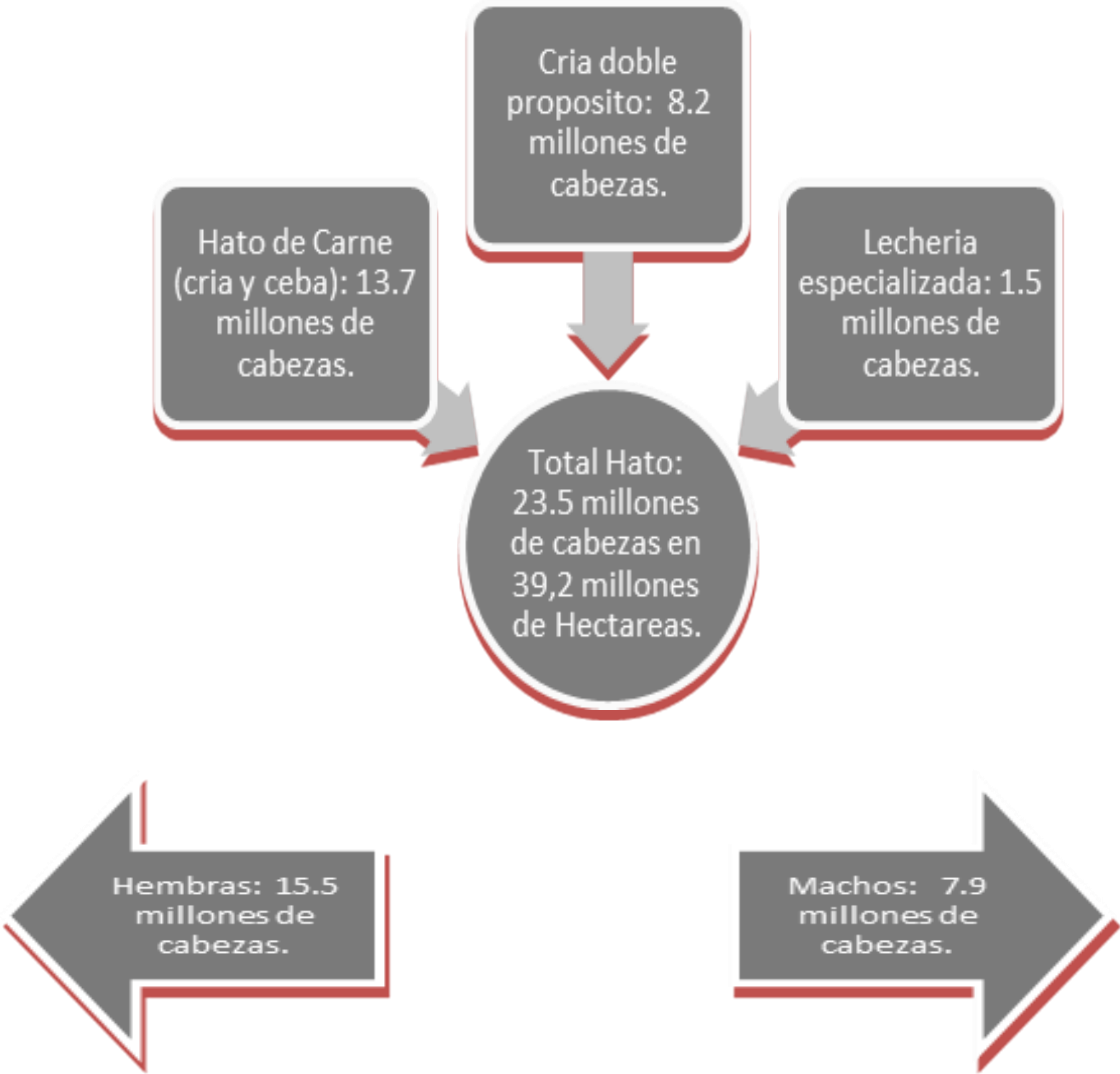 Cria doble
proposito:  8.2
millones de
cabezas.
Hato de Carne
(cria y ceba): 13.7
millones de
cabezas.
Lecheria
especializada: 1.5
millones de
cabezas.
Total Hato:
23.5 millones
de cabezas en
39,2 millones
de Hectareas.
Hembras:  15.5
millones de
cabezas.
Machos:   7.9
millones de
cabezas.